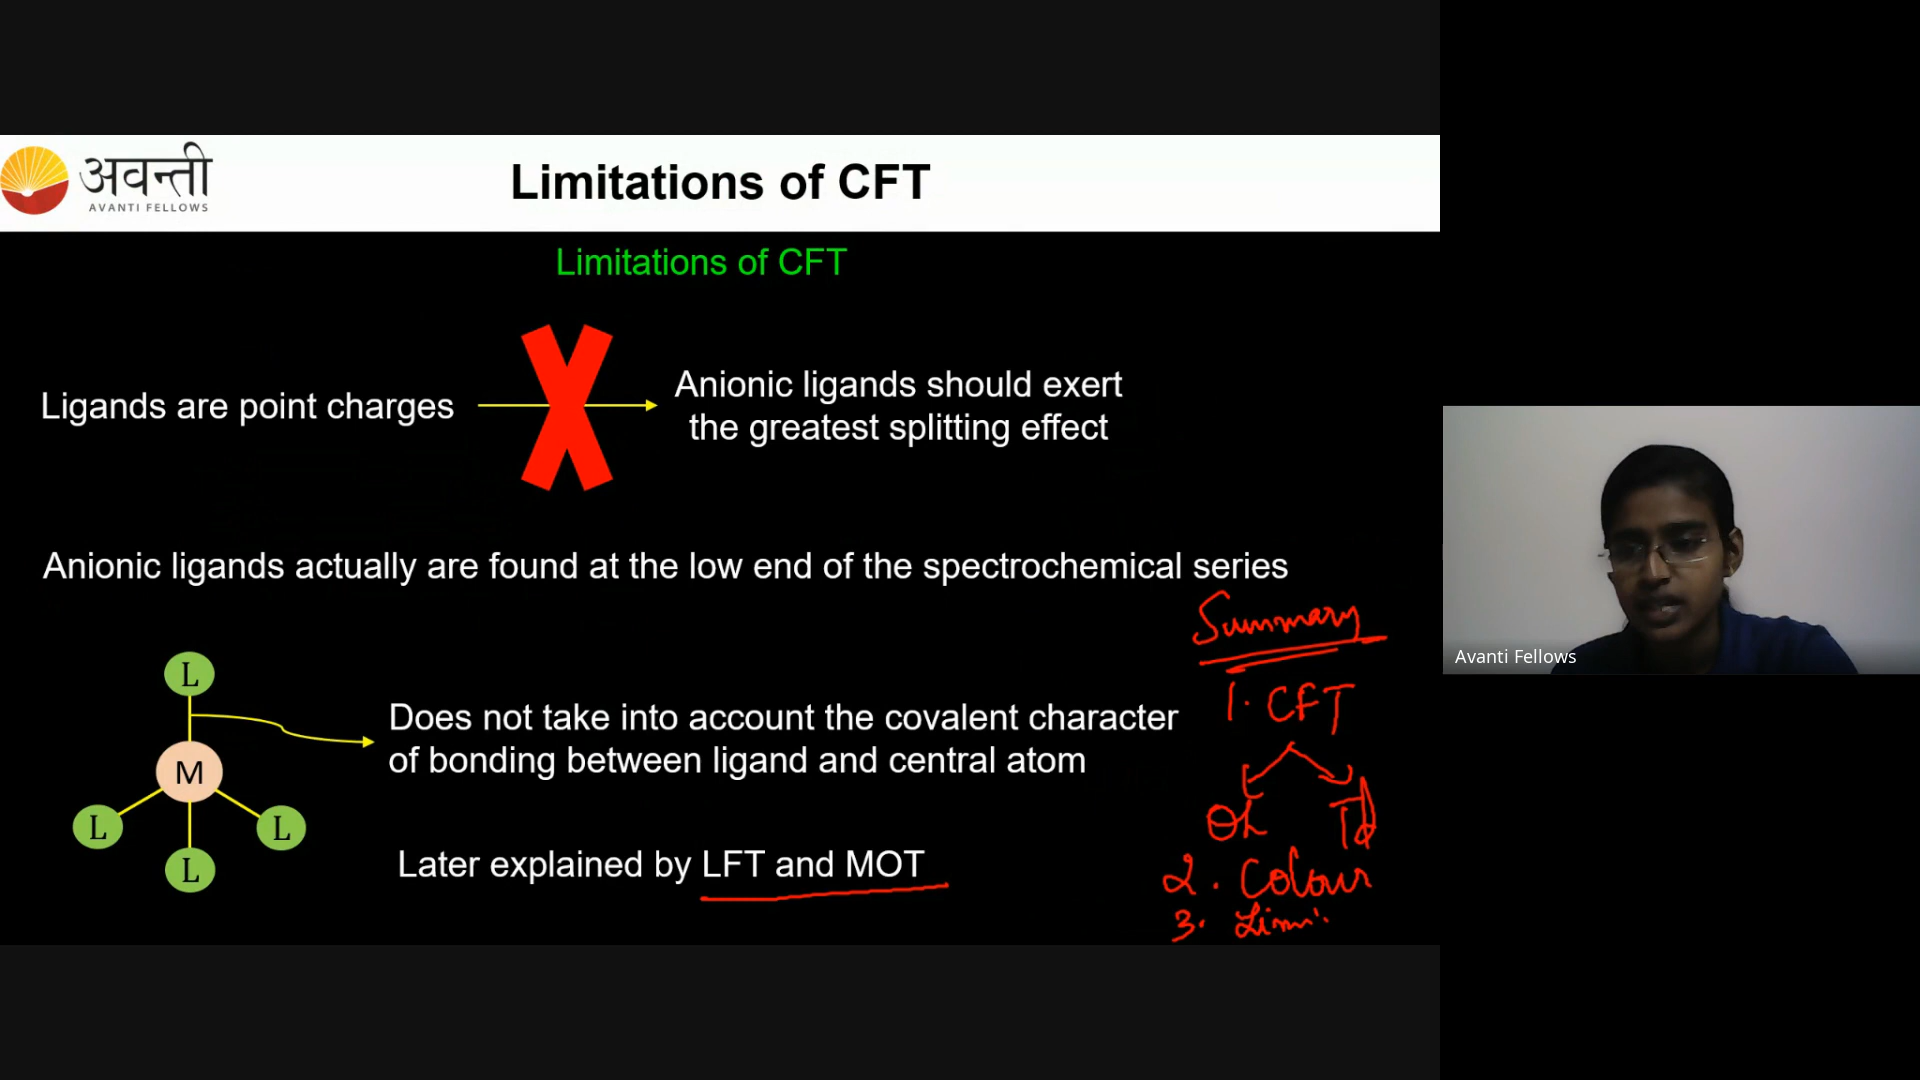 अवन्ती
AVANTI FELLOWS
Limitations of CFT
Limitations of CFT
Ligands are point charges
Anionic ligands should exert
the greatest splitting effect
Anionic ligands actually are found at the low end of the spectrochemical series
L
M
L
L
L
Does not take into account the covalent character
of bonding between ligand and central atom
Later explained by LFT and MOT
Summary
1. CFT
Oh Td
2. Colour
3. Limi
Avanti Fellows